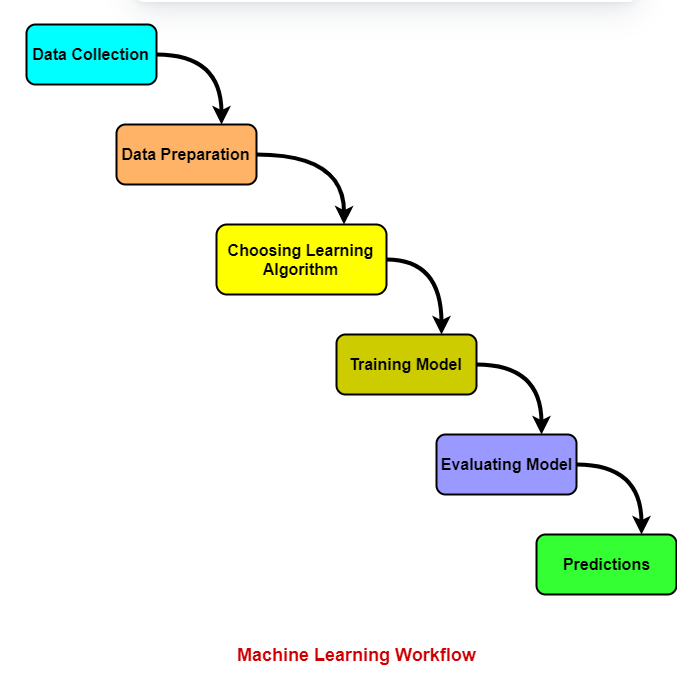 Data Collection
Data Preparation
Choosing Learning
Algorithm
Training Model
Evaluating Model
Predictions
Machine Learning Workflow